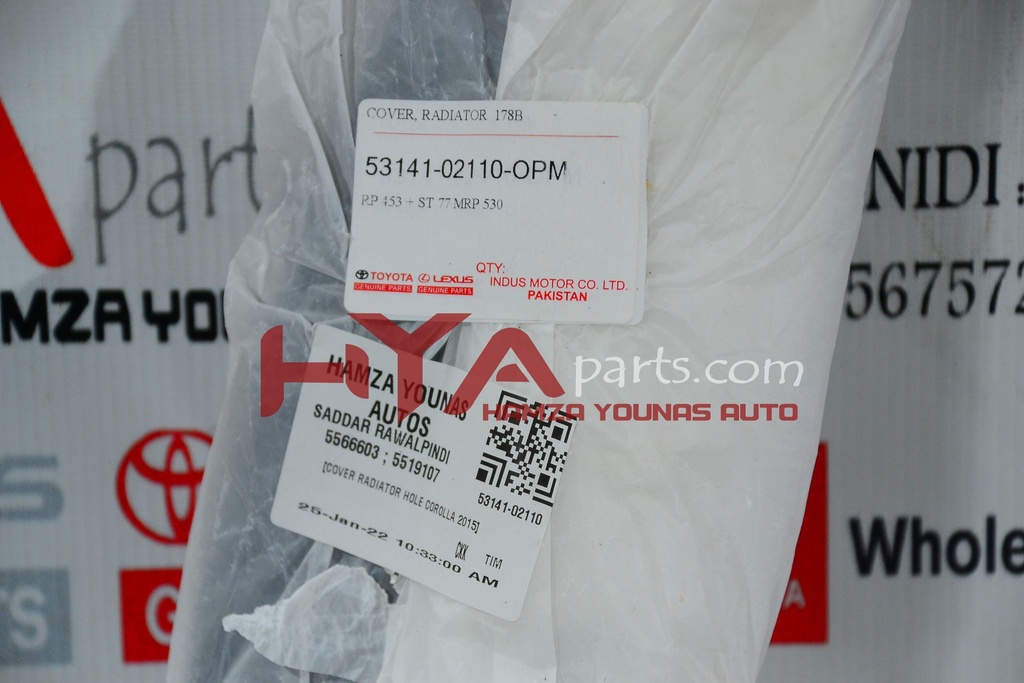 COVER, RADIATOR 178B
53141-02110-OPM
RP 453 + ST 77 MRP 530
QTY:
TOYOTA LEXUS INDUS MOTOR CO. LTD.
GENUINE PARTS GENUINE PARTS PAKISTAN
HYA parts.com
HAMZA YOUNAS AUTO
HAMZA YOUNAS
AUTOS
SADDAR RAWALPINDI
5566603 ; 5519107
[COVER RADIATOR HOLE COROLLA 2015]
53141-02110
CXX TIM
25-Jan-22 10:33:00 AM
part
MZA YOU
NIDI :
567572
Whole
S
TS
G
A